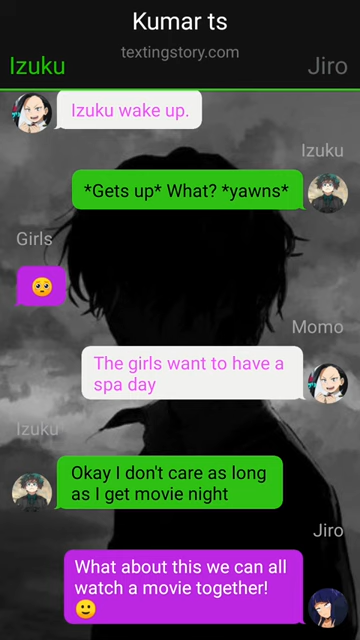 Kumar ts
textingstory.com
Izuku
Jiro
Izuku wake up.
Izuku
*Gets up* What? *yawns*
Girls
🥺
Momo
The girls want to have a
spa day
Izuku
Okay I don't care as long
as I get movie night
Jiro
What about this we can all
watch a movie together!
🙂